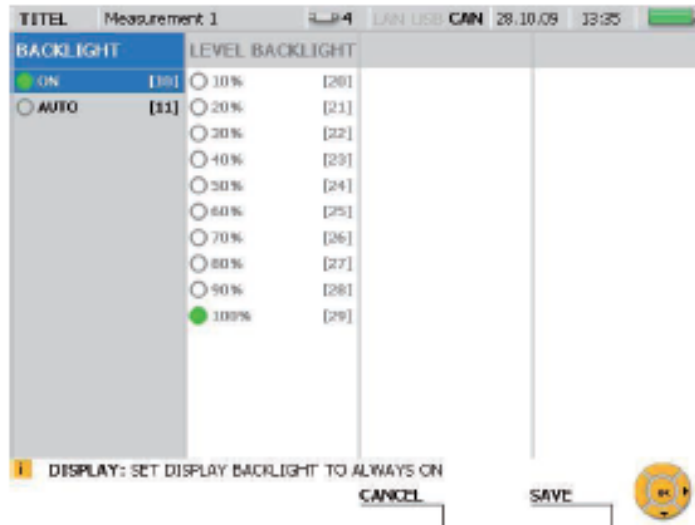 TITEL Measurement 1 4 LAN USB CAN 28.10.09 13:35
BACKLIGHT LEVEL BACKLIGHT
ON [10] 10% [20]
AUTO [11] 20% [21]
30% [22]
40% [23]
50% [24]
60% [25]
70% [26]
80% [27]
90% [28]
100% [29]
i DISPLAY: SET DISPLAY BACKLIGHT TO ALWAYS ON
CANCEL SAVE
OK